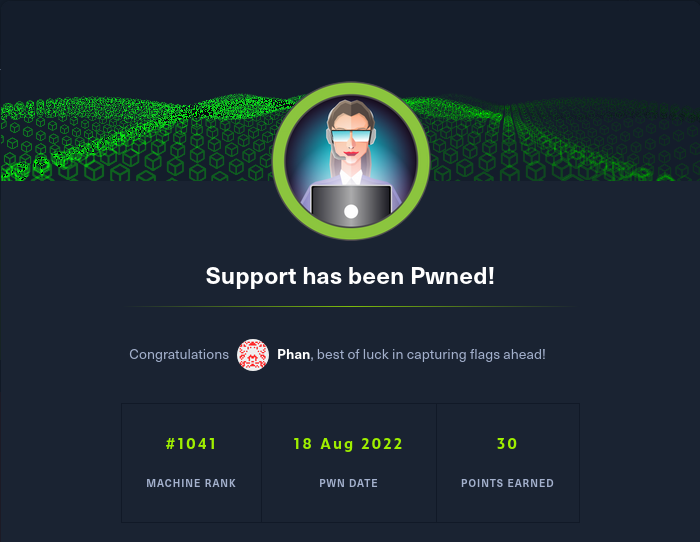 Support has been Pwned!
Congratulations Phan, best of luck in capturing flags ahead!
#1041 18 Aug 2022 30
MACHINE RANK PWN DATE POINTS EARNED